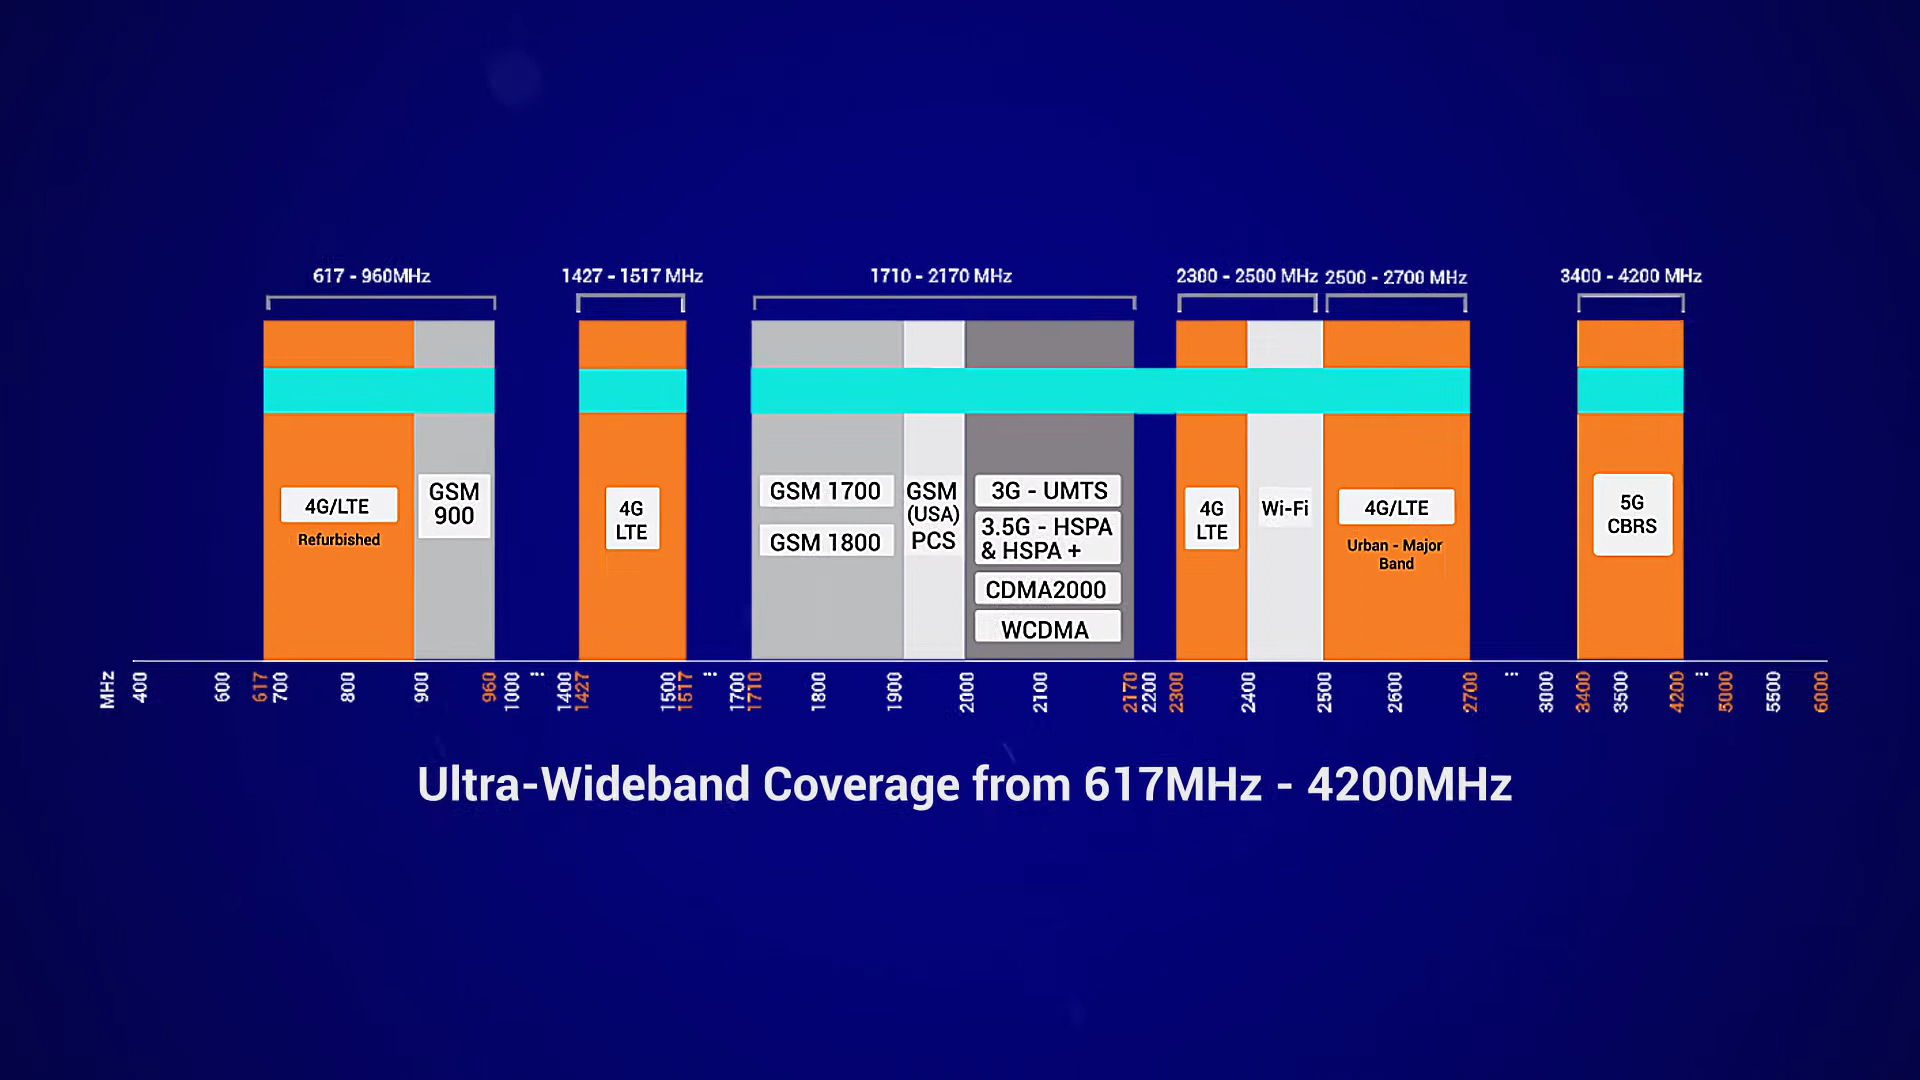 617 - 960MHz
1427 - 1517 MHz
1710 - 2170 MHz
2300 - 2500 MHz
2500 - 2700 MHz
3400 - 4200 MHz
4G/LTE
Refurbished
GSM
900
4G
LTE
GSM 1700
GSM 1800
GSM
(USA)
PCS
3G - UMTS
3.5G - HSPA
& HSPA +
CDMA2000
WCDMA
4G
LTE
Wi-Fi
4G/LTE
Urban - Major
Band
5G
CBRS
MHz
400
600
617
700
800
900
960
1000
1400
1427
1500
1517
1700
1710
1800
1900
2000
2100
2170
2200
2300
2400
2500
2600
2700
3000
3400
3500
4200
5000
5500
6000
Ultra-Wideband Coverage from 617MHz - 4200MHz